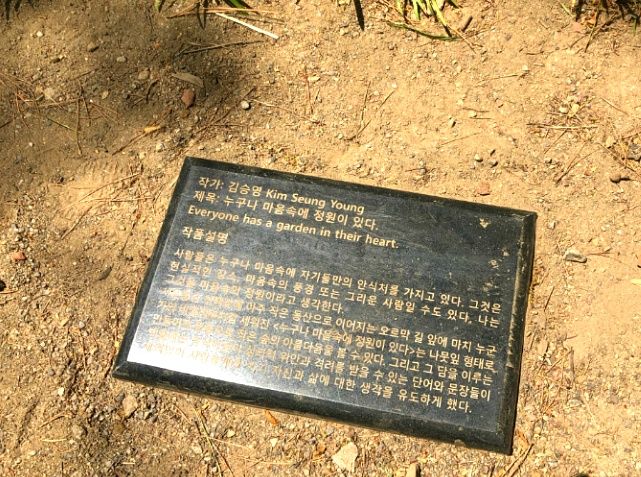 작가: 김승영 Kim Seung Young
제목: 누구나 마음속에 정원이 있다.
Everyone has a garden in their heart.
작품설명
사람들은 누구나 마음속에 자기들만의 안식처를 가지고 있다. 그것은
현실적인 장소, 마음속의 풍경 또는 그리운 사람일 수도 있다. 나는
그것을 마음속의 정원이라고 생각한다.
아주 작은 동산으로 이어지는 오르막 길 앞에 마치 누군
세워진 <누구나 마음속에 정원이 있다>는 나뭇잎 형태로,
작은 숲의 아름다움을 볼 수 있다. 그리고 그 담을 이루는
위안과 격려를 받을 수 있는 단어와 문장들이
자신과 삶에 대한 생각을 유도하게 했다.